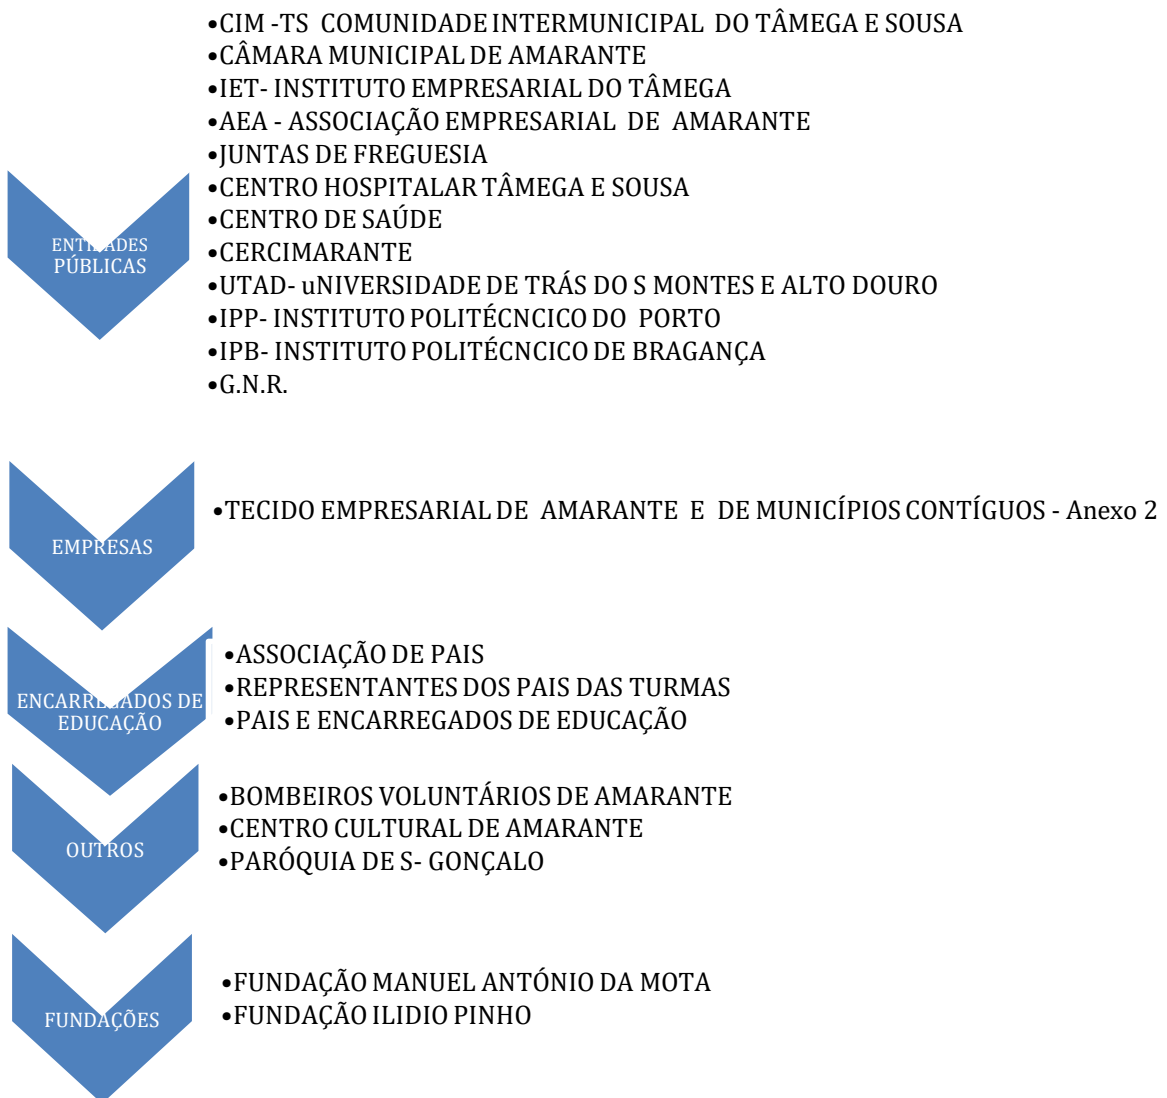 •CIM -TS COMUNIDADE INTERMUNICIPAL DO TÂMEGA E SOUSA
•CÂMARA MUNICIPAL DE AMARANTE
•IET- INSTITUTO EMPRESARIAL DO TÂMEGA
•AEA - ASSOCIAÇÃO EMPRESARIAL DE AMARANTE
•JUNTAS DE FREGUESIA
•CENTRO HOSPITALAR TÂMEGA E SOUSA
•CENTRO DE SAÚDE
•CERCIMARANTE
•UTAD- uNIVERSIDADE DE TRÁS DO S MONTES E ALTO DOURO
•IPP- INSTITUTO POLITÉCNCICO DO PORTO
•IPB- INSTITUTO POLITÉCNCICO DE BRAGANÇA
•G.N.R.
ENTIDADES
PÚBLICAS
•TECIDO EMPRESARIAL DE AMARANTE E DE MUNICÍPIOS CONTÍGUOS - Anexo 2
EMPRESAS
•ASSOCIAÇÃO DE PAIS
•REPRESENTANTES DOS PAIS DAS TURMAS
•PAIS E ENCARREGADOS DE EDUCAÇÃO
ENCARREGADOS DE
EDUCAÇÃO
•BOMBEIROS VOLUNTÁRIOS DE AMARANTE
•CENTRO CULTURAL DE AMARANTE
•PARÓQUIA DE S- GONÇALO
OUTROS
•FUNDAÇÃO MANUEL ANTÓNIO DA MOTA
•FUNDAÇÃO ILIDIO PINHO
FUNDAÇÕES